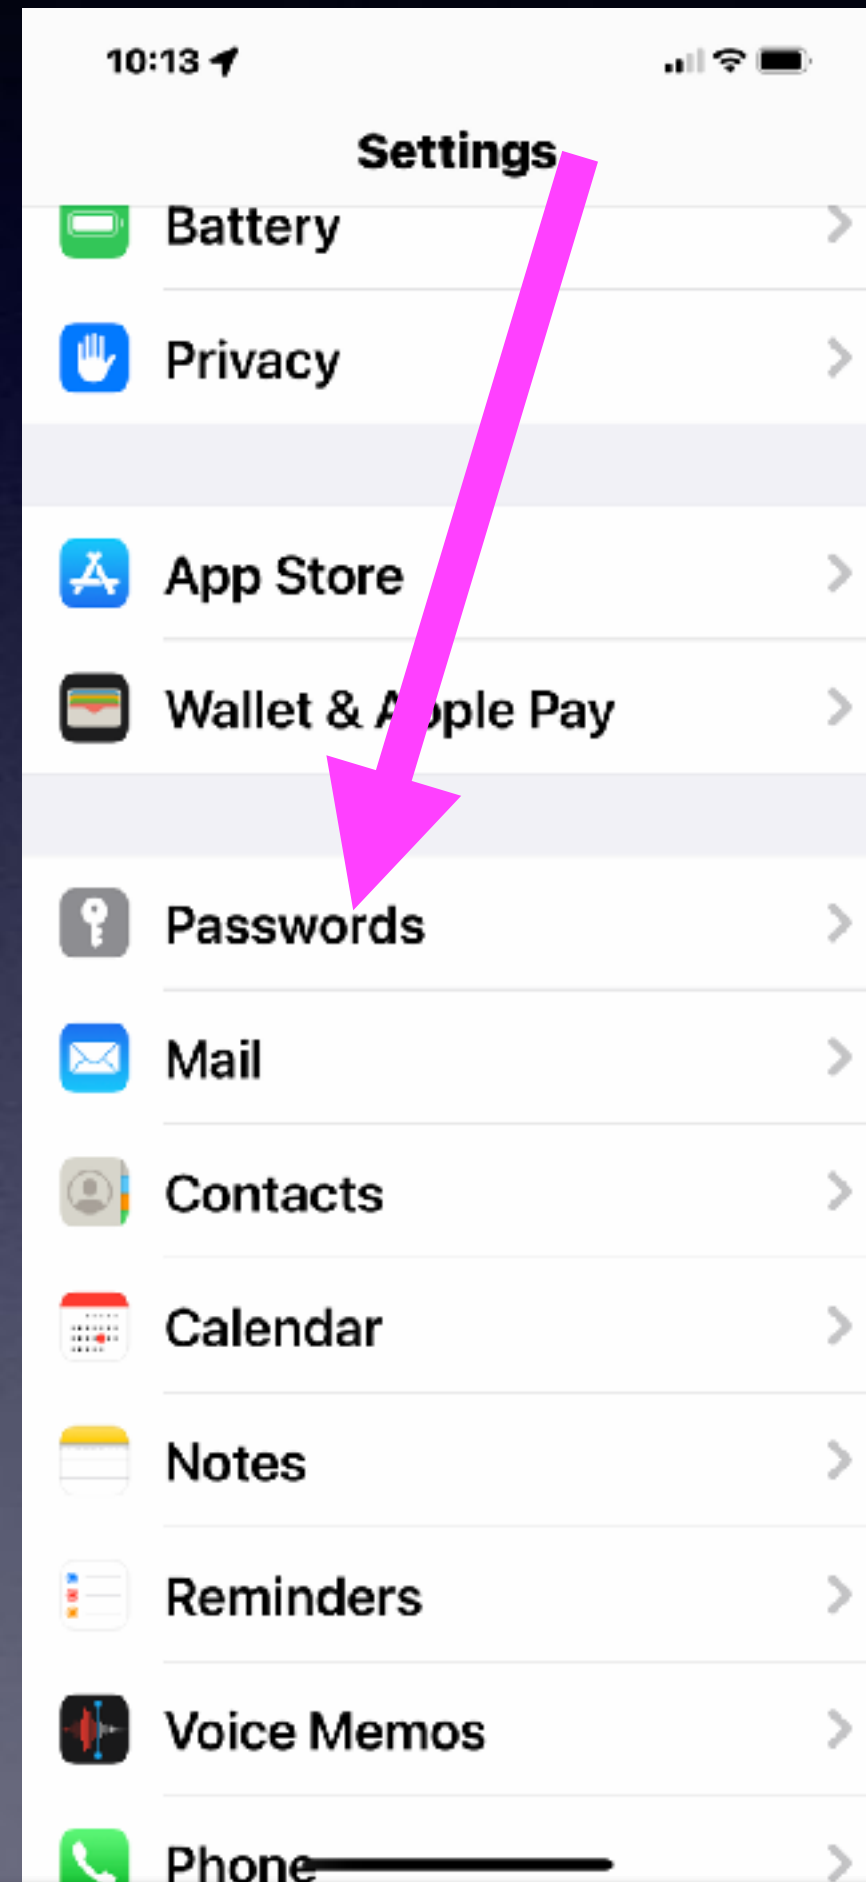 10:13
Settings
Battery
Privacy
App Store
Wallet & Apple Pay
Passwords
Mail
Contacts
Calendar
Notes
Reminders
Voice Memos
Phone